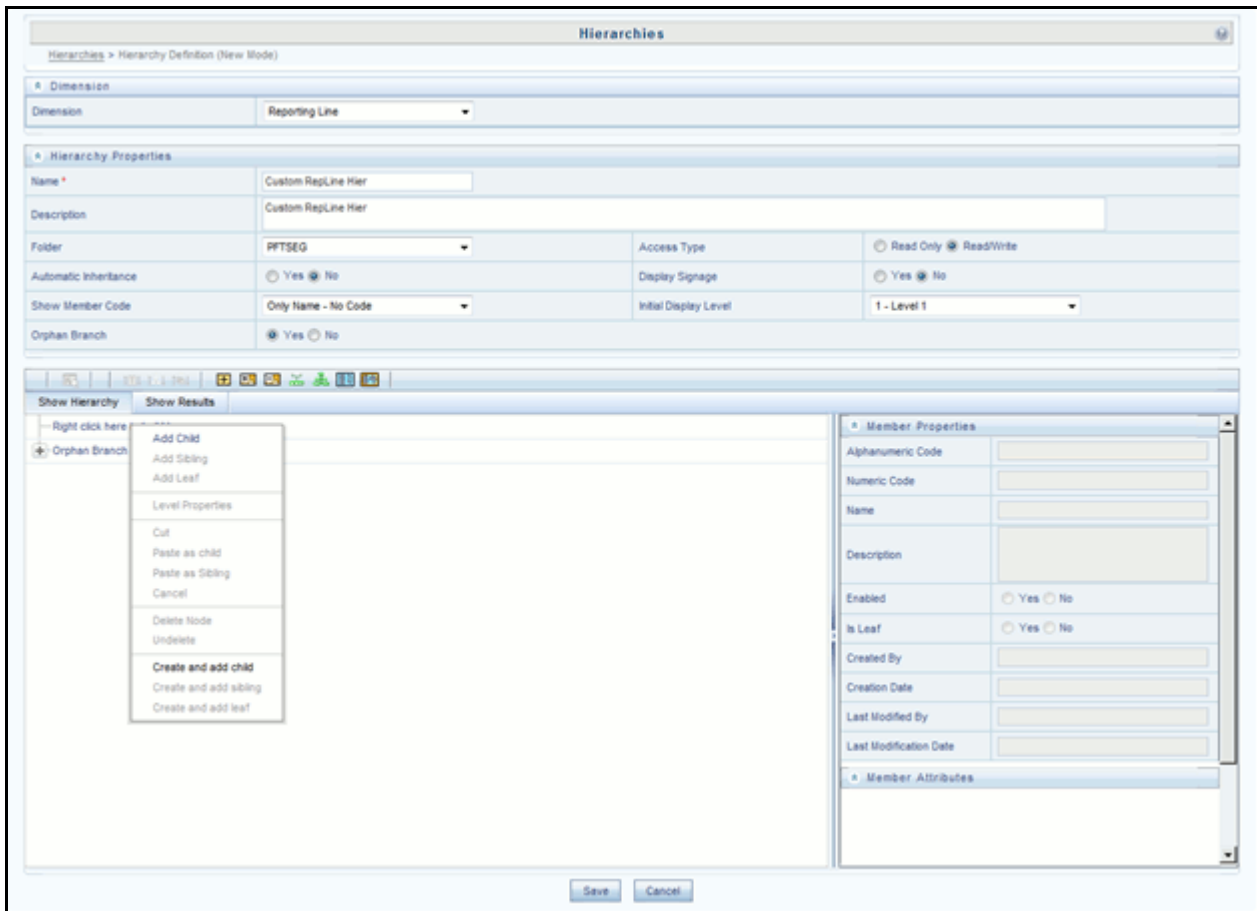 Hierarchies
Hierarchies > Hierarchy Definition (New Mode)
Dimension
Dimension Reporting Line
Hierarchy Properties
Name * Custom RepLine Hier
Description Custom RepLine Hier
Folder PFTSEG Access Type Read Only Read/Write
Automatic Inheritance Yes No Display Signage Yes No
Show Member Code Only Name - No Code Initial Display Level 1 - Level 1
Orphan Branch Yes No
Show Hierarchy Show Results
Right click here
Orphan Branch
Add Child
Add Sibling
Add Leaf
Level Properties
Cut
Paste as child
Paste as Sibling
Cancel
Delete Node
Undelete
Create and add child
Create and add sibling
Create and add leaf
Member Properties
Alphanumeric Code
Numeric Code
Name
Description
Enabled Yes No
Is Leaf Yes No
Created By
Creation Date
Last Modified By
Last Modification Date
Member Attributes
Save Cancel